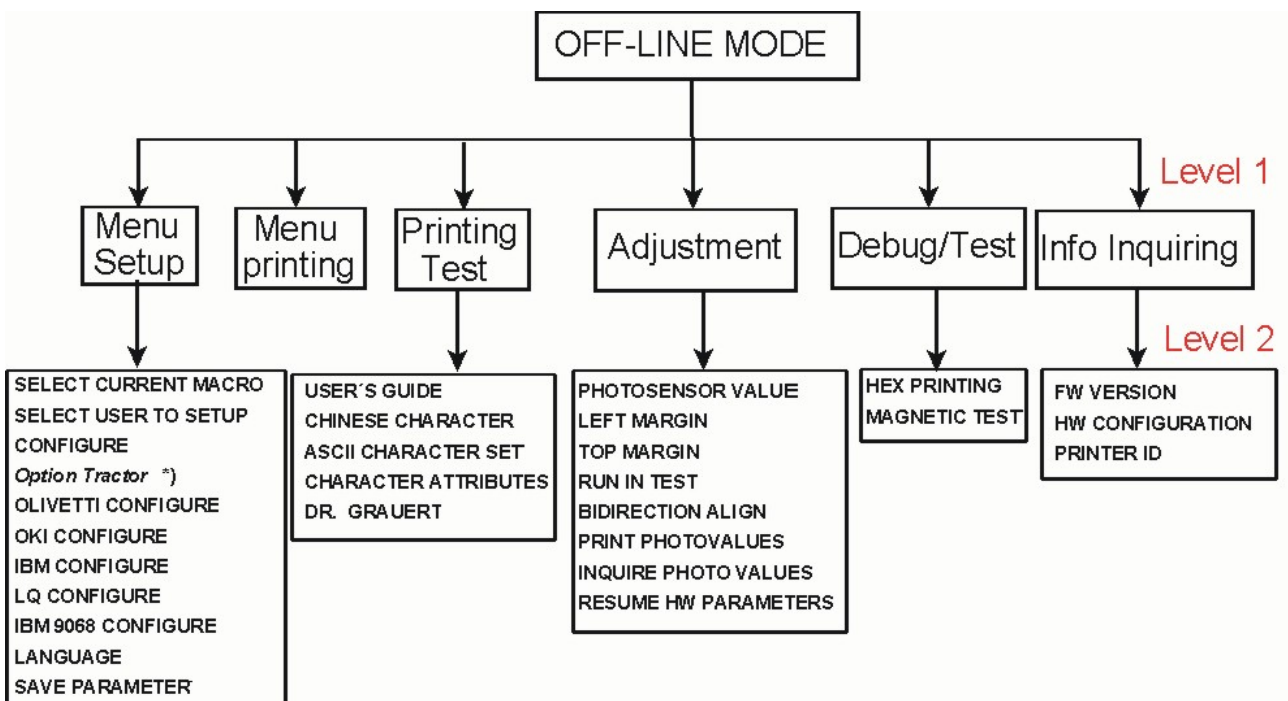 OFF-LINE MODE
Level 1
Menu
Setup
Menu
printing
Printing
Test
Adjustment
Debug/Test
Info Inquiring
Level 2
SELECT CURRENT MACRO
SELECT USER TO SETUP
CONFIGURE
Option Tractor *)
OLIVETTI CONFIGURE
OKI CONFIGURE
IBM CONFIGURE
LQ CONFIGURE
IBM 9068 CONFIGURE
LANGUAGE
SAVE PARAMETER
USER´S GUIDE
CHINESE CHARACTER
ASCII CHARACTER SET
CHARACTER ATTRIBUTES
DR. GRAUERT
PHOTOSENSOR VALUE
LEFT MARGIN
TOP MARGIN
RUN IN TEST
BIDIRECTION ALIGN
PRINT PHOTOVALUES
INQUIRE PHOTO VALUES
RESUME HW PARAMETERS
HEX PRINTING
MAGNETIC TEST
FW VERSION
HW CONFIGURATION
PRINTER ID